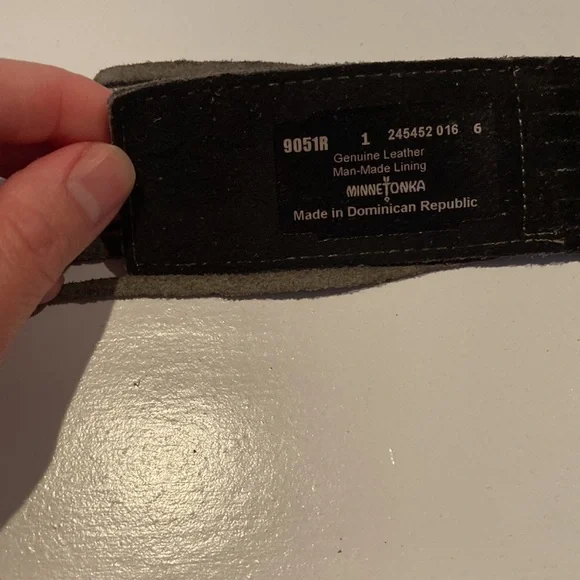 9051R 1 245452 016 6
Genuine Leather
Man-Made Lining
MINNETONKA
Made in Dominican Republic